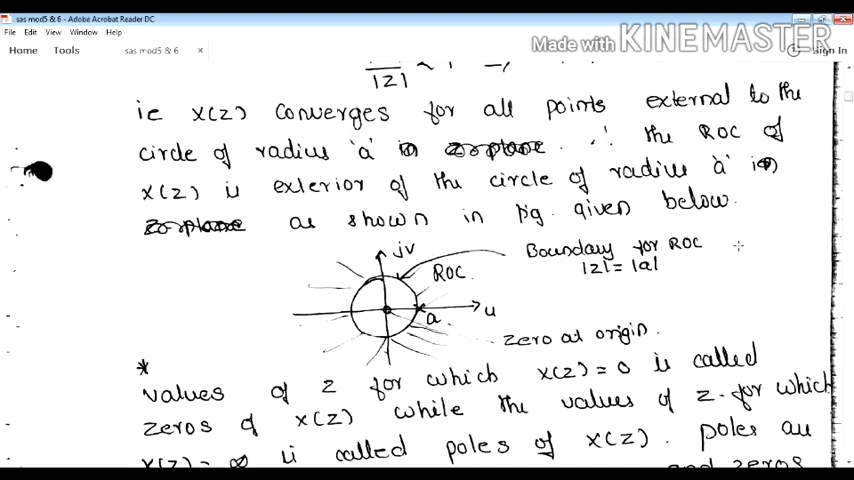 sas mod5 & 6 - Adobe Acrobat Reader DC
File Edit View Window Help
Home Tools sas mod5 & 6 × Sign In
Made with KINEMASTER
|z|
ie X(z) converges for all points external to the
circle of radius 'a' in z-plane ∴ the ROC of
X(z) is exterior of the circle of radius 'a' in
z-plane as shown in fig. given below.
jv
Boundary for ROC
ROC
|z|=|a|
u
a
Zero at origin.
*
values of z for which X(z)=0 is called
zeros of X(z) while the values of z for which
X(z)=∞ is called poles of X(z). poles are
and zeros